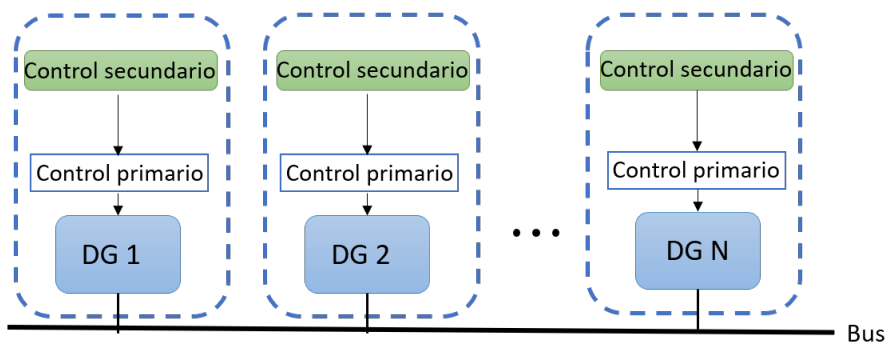 Control secundario
Control secundario
Control secundario
Control primario
Control primario
Control primario
DG 1
DG 2
DG N
Bus